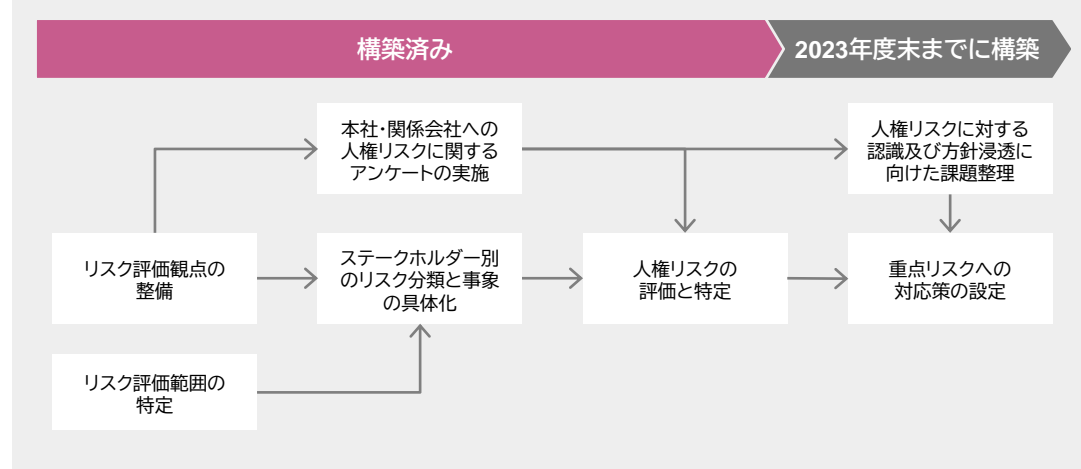 構築済み
2023年度末までに構築
本社・関係会社への
人権リスクに関する
アンケートの実施
人権リスクに対する
認識及び方針浸透に
向けた課題整理
リスク評価観点の
整備
ステークホルダー別
のリスク分類と事象
の具体化
人権リスクの
評価と特定
重点リスクへの
対応策の設定
リスク評価範囲の
特定